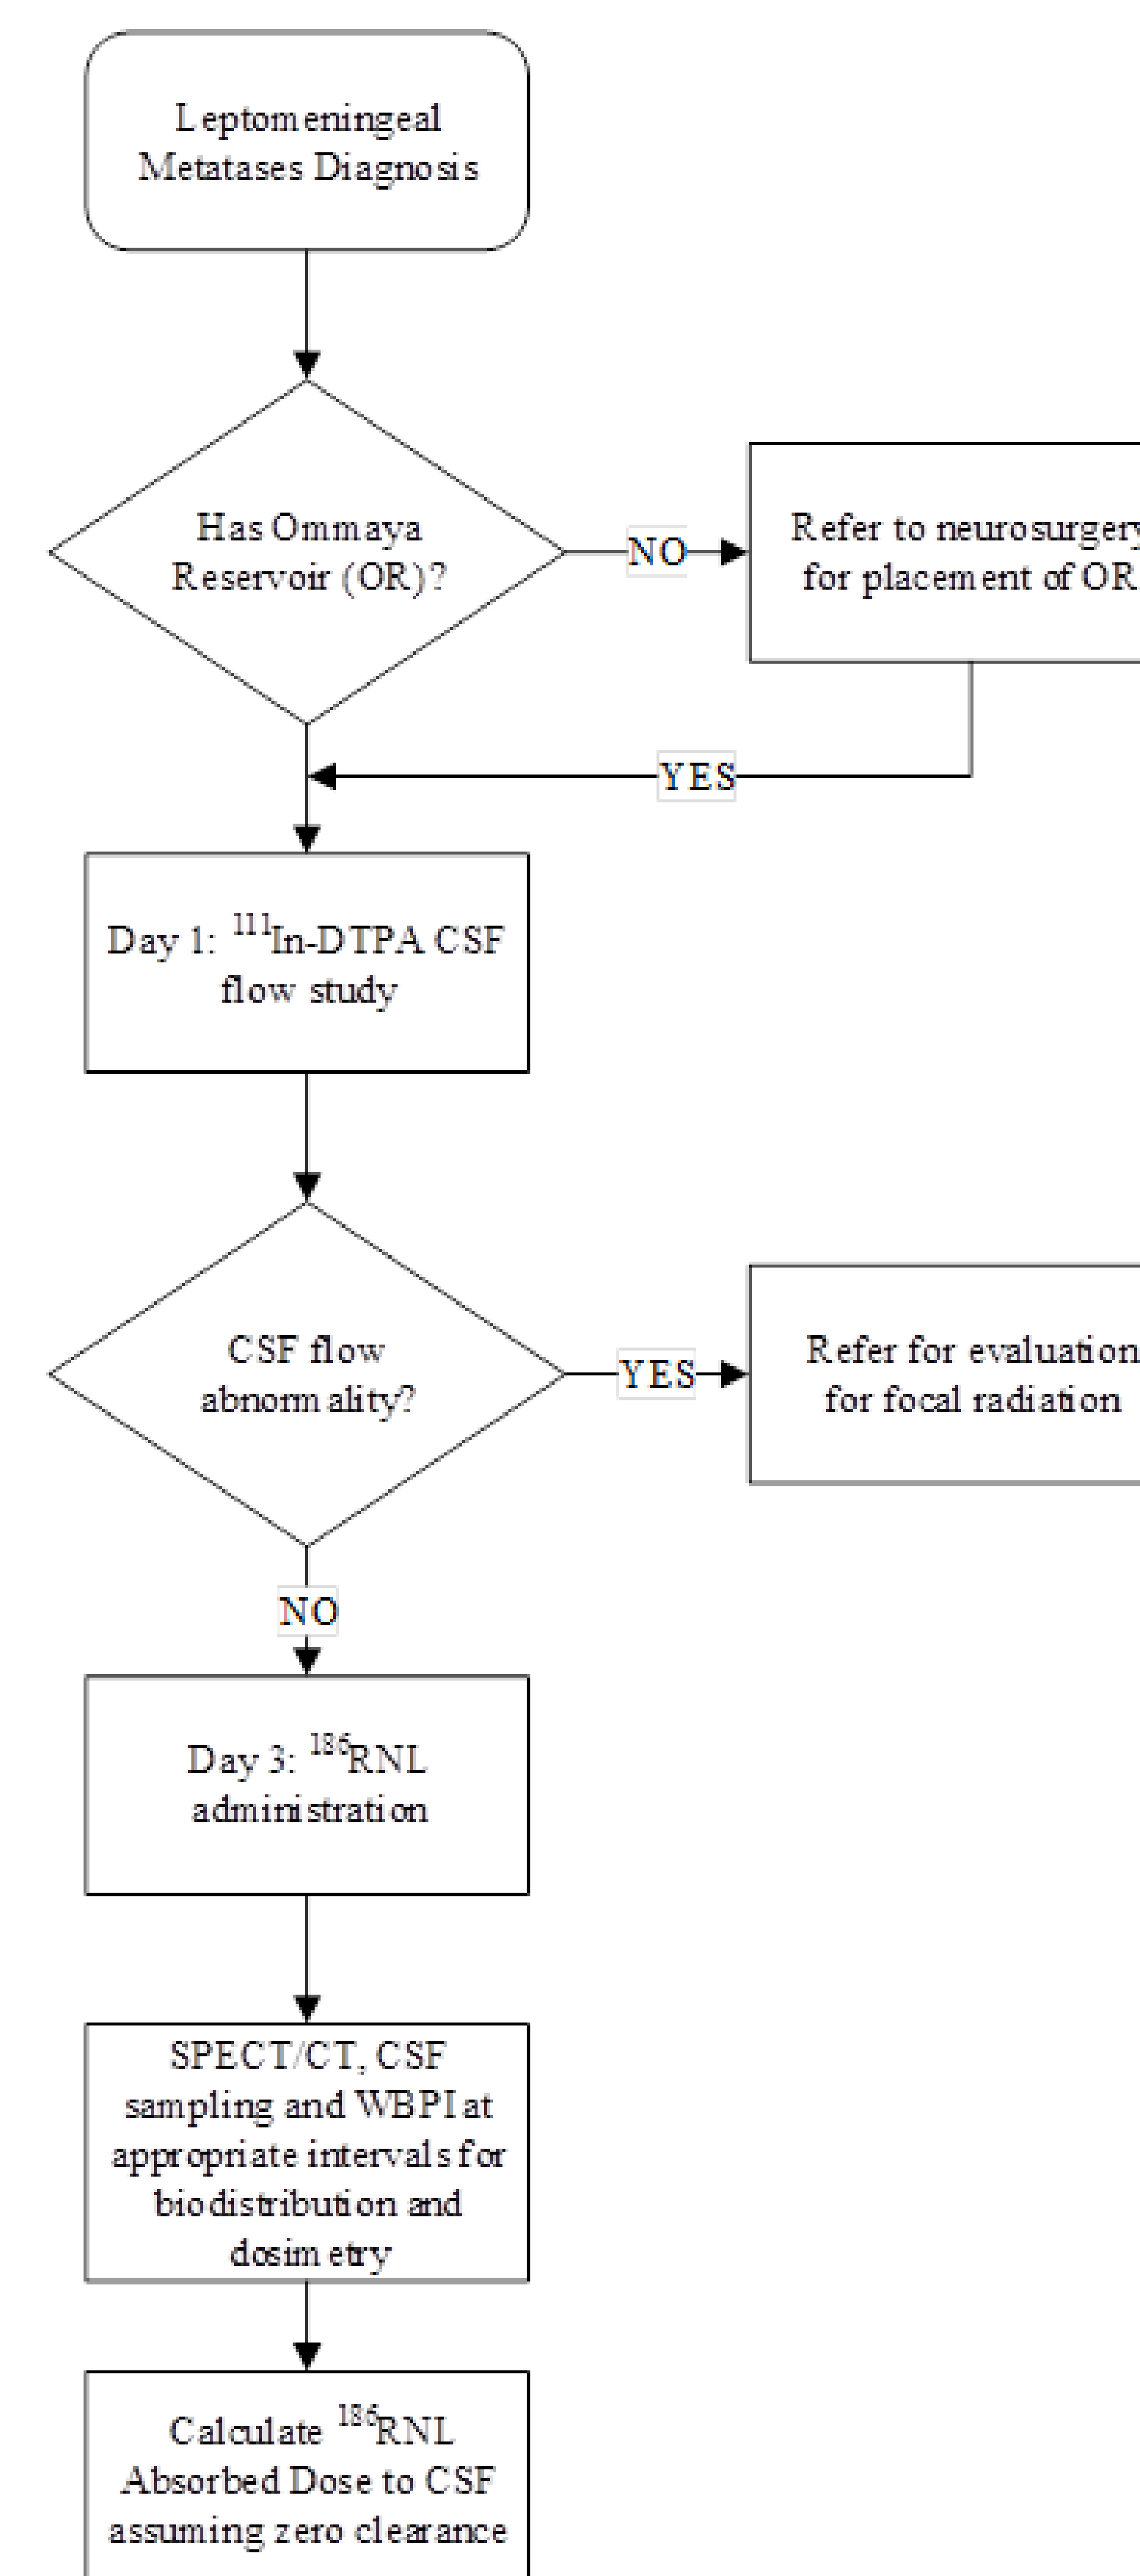 Leptomeningeal
Metatases Diagnosis
Has Ommaya
Reservoir (OR)?
NO
Refer to neurosurgery
for placement of OR
YES
Day 1: ¹¹¹In-DTPA CSF
flow study
CSF flow
abnormality?
YES
Refer for evaluation
for focal radiation
NO
Day 3: ¹⁸⁶RNL
administration
SPECT/CT, CSF
sampling and WBPI at
appropriate intervals for
biodistribution and
dosimetry
Calculate ¹⁸⁶RNL
Absorbed Dose to CSF
assuming zero clearance